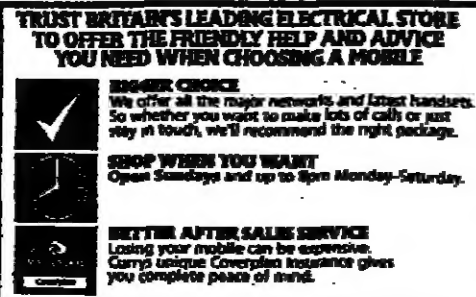 TRUST BRITAIN'S LEADING ELECTRICAL STORE
TO OFFER THE FRIENDLY HELP AND ADVICE
YOU NEED WHEN CHOOSING A MOBILE
BIGGER CHOICE
We offer all the major networks and latest handsets.
So whether you want to make lots of calls or just
stay in touch, we'll recommend the right package.
SHOP WHEN YOU WANT
Open Sundays and up to 8pm Monday-Saturday.
BETTER AFTER SALES SERVICE
Losing your mobile can be expensive.
Currys unique Coverplan Insurance gives
you complete peace of mind.
Coverplan